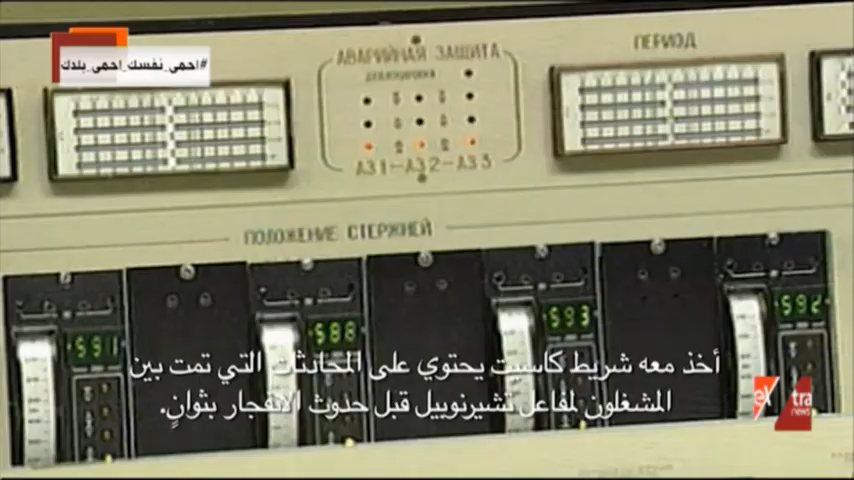 #احمى_نفسك_احمى_بلدك
АВАРИЙНАЯ ЗАЩИТА
ПЕРИОД
АЗ1-АЗ2-АЗ3
ПОЛОЖЕНИЕ СТЕРЖНЕЙ
591
588
593
592
أخذ معه شريط كاسيت يحتوي على المحادثات التي تمت بين
المشغلون لمفاعل تشيرنوبيل قبل حدوث الانفجار بثوانٍ.
eXtra
news